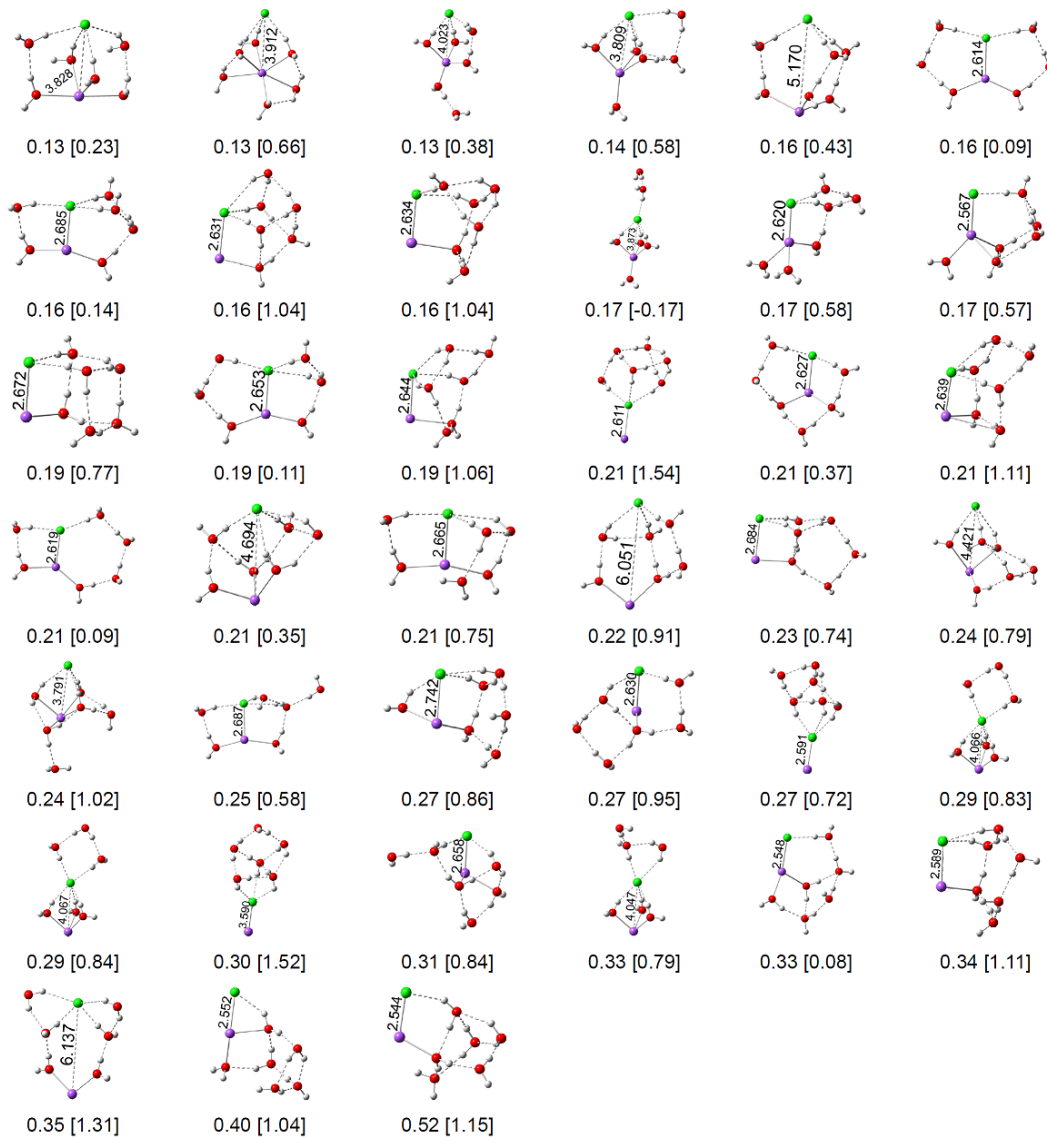 3.828 3.912 4.023 3.809 5.170 2.614
0.13 [0.23] 0.13 [0.66] 0.13 [0.38] 0.14 [0.58] 0.16 [0.43] 0.16 [0.09]
2.685 2.631 2.634 3.873 2.620 2.567
0.16 [0.14] 0.16 [1.04] 0.16 [1.04] 0.17 [-0.17] 0.17 [0.58] 0.17 [0.57]
2.672 2.653 2.644 2.611 2.627 2.639
0.19 [0.77] 0.19 [0.11] 0.19 [1.06] 0.21 [1.54] 0.21 [0.37] 0.21 [1.11]
2.619 4.694 2.665 6.051 2.684 4.421
0.21 [0.09] 0.21 [0.35] 0.21 [0.75] 0.22 [0.91] 0.23 [0.74] 0.24 [0.79]
3.791 2.687 2.742 2.630 2.591 4.066
0.24 [1.02] 0.25 [0.58] 0.27 [0.86] 0.27 [0.95] 0.27 [0.72] 0.29 [0.83]
4.067 3.590 2.658 4.047 2.548 2.589
0.29 [0.84] 0.30 [1.52] 0.31 [0.84] 0.33 [0.79] 0.33 [0.08] 0.34 [1.11]
6.137 2.552 2.544
0.35 [1.31] 0.40 [1.04] 0.52 [1.15]